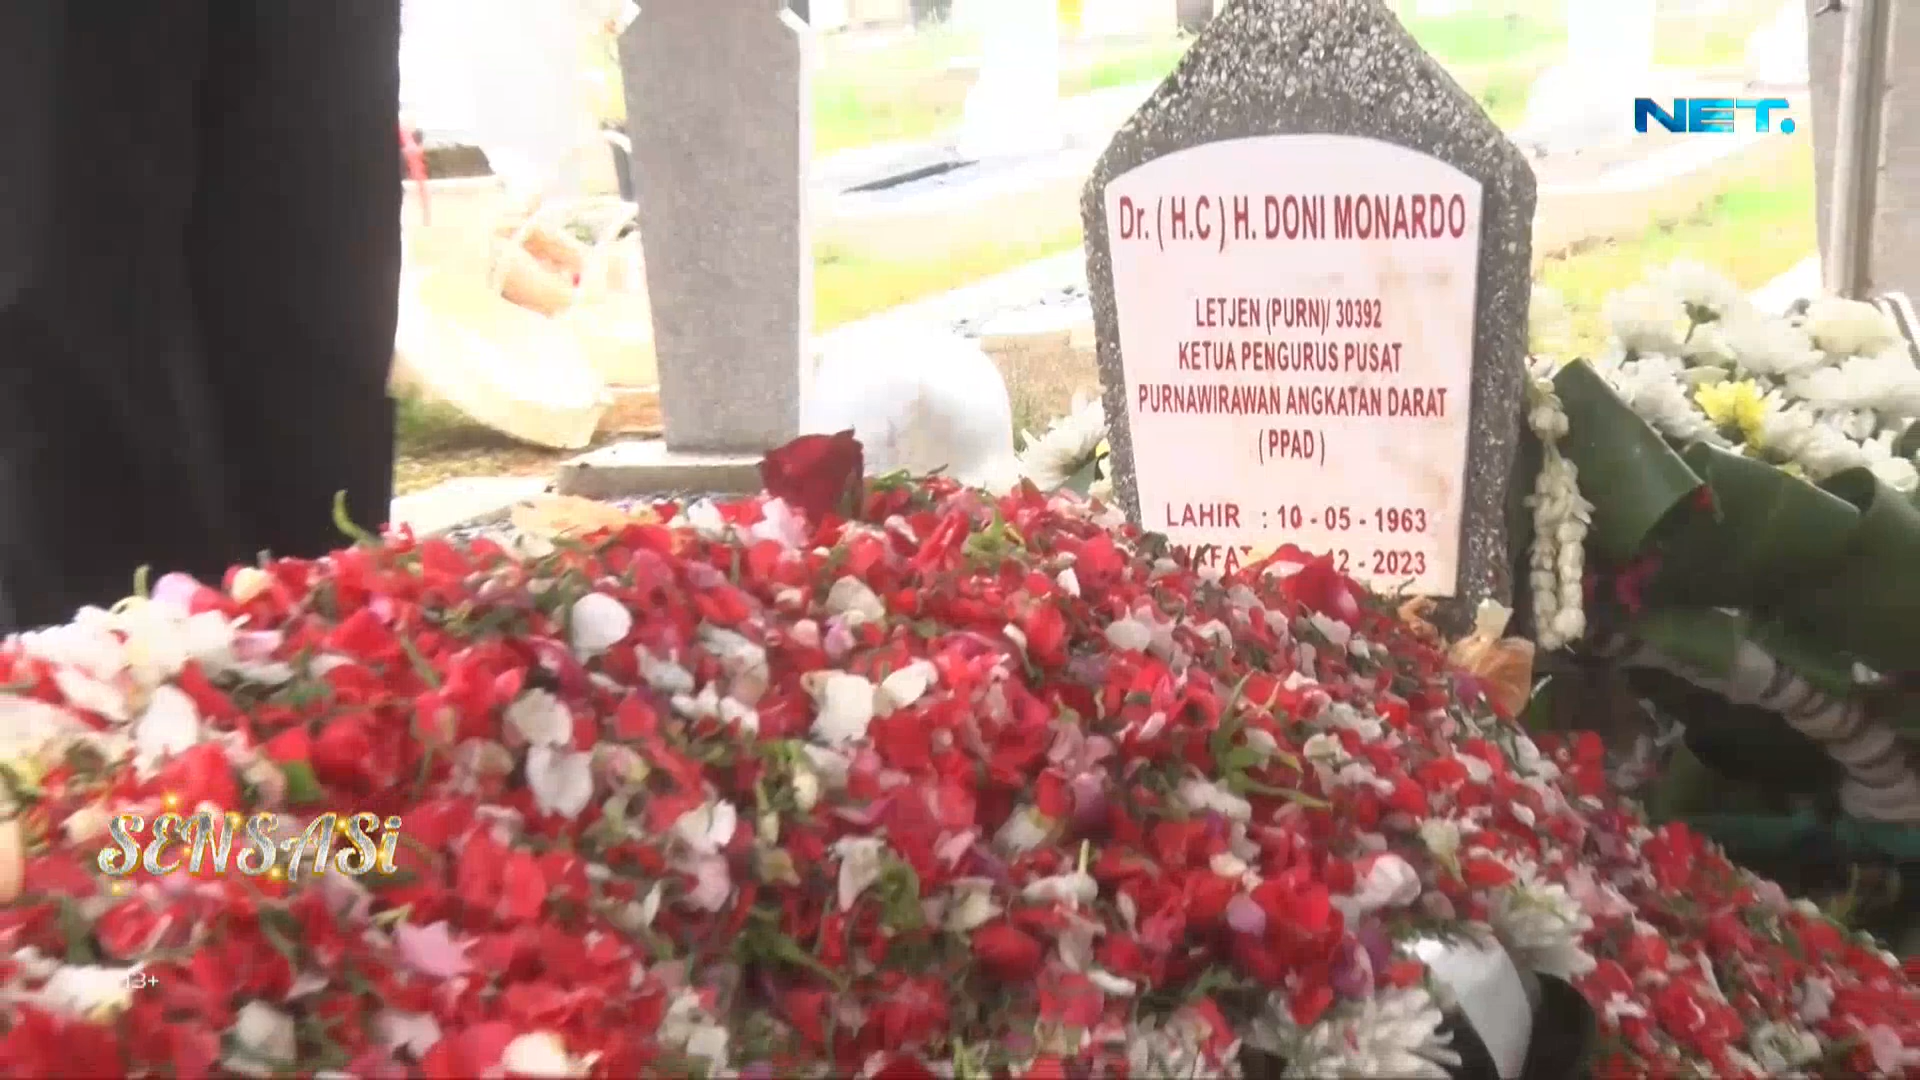 NET.
Dr. ( H.C ) H. DONI MONARDO
LETJEN (PURN)/ 30392
KETUA PENGURUS PUSAT
PURNAWIRAWAN ANGKATAN DARAT
( PPAD )
LAHIR : 10 - 05 - 1963
WAFAT 12 - 2023
SENSASi
13+